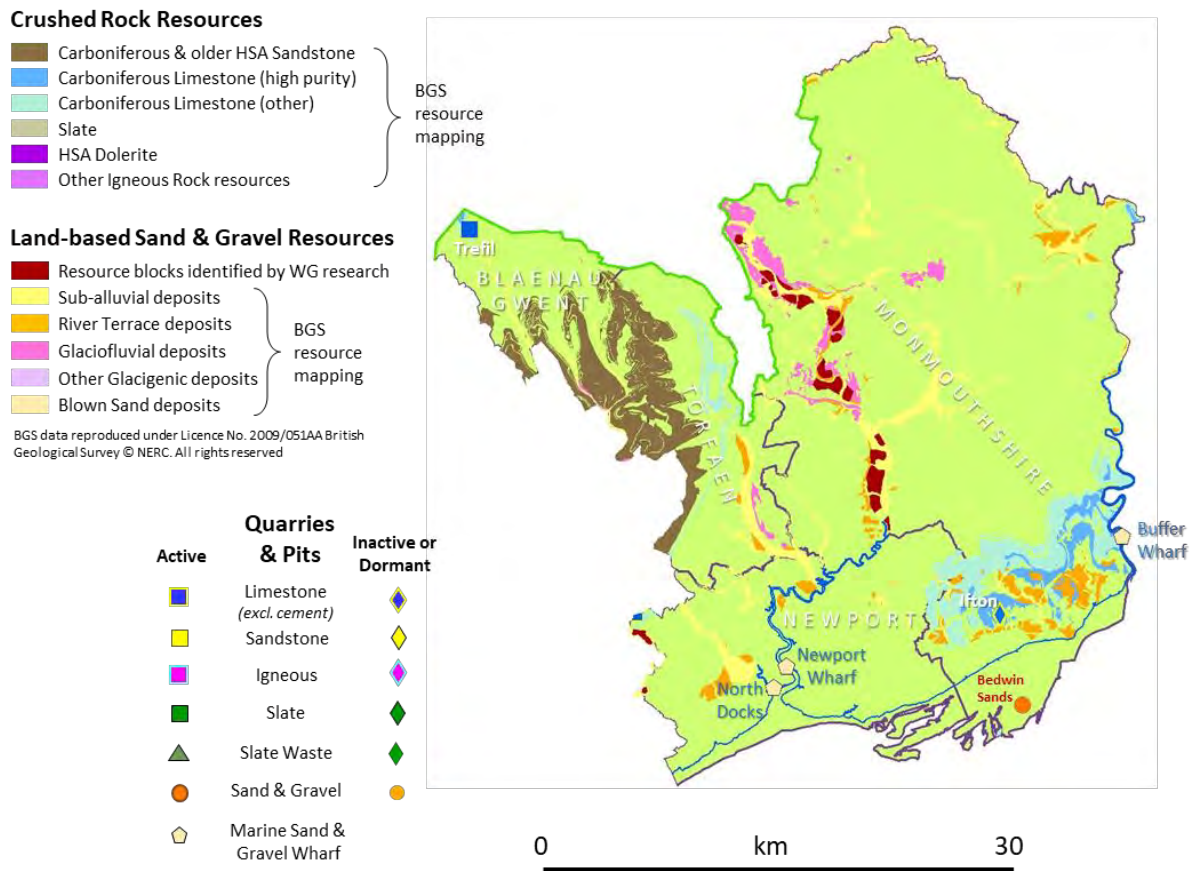 Crushed Rock Resources
Carboniferous & older HSA Sandstone
Carboniferous Limestone (high purity)
Carboniferous Limestone (other)
Slate
HSA Dolerite
Other Igneous Rock resources
BGS
resource
mapping
Land-based Sand & Gravel Resources
Resource blocks identified by WG research
Sub-alluvial deposits
River Terrace deposits
Glaciofluvial deposits
Other Glacigenic deposits
Blown Sand deposits
BGS
resource
mapping
BGS data reproduced under Licence No. 2009/051AA British
Geological Survey © NERC. All rights reserved
Active
Quarries
& Pits
Inactive or
Dormant
Limestone
(excl. cement)
Sandstone
Igneous
Slate
Slate Waste
Sand & Gravel
Marine Sand &
Gravel Wharf
Trefil
BLAENAU
GWENT
TORFAEN
MONMOUTHSHIRE
NEWPORT
Ifton
Buffer
Wharf
Newport
Wharf
North
Docks
Bedwin
Sands
0 km 30